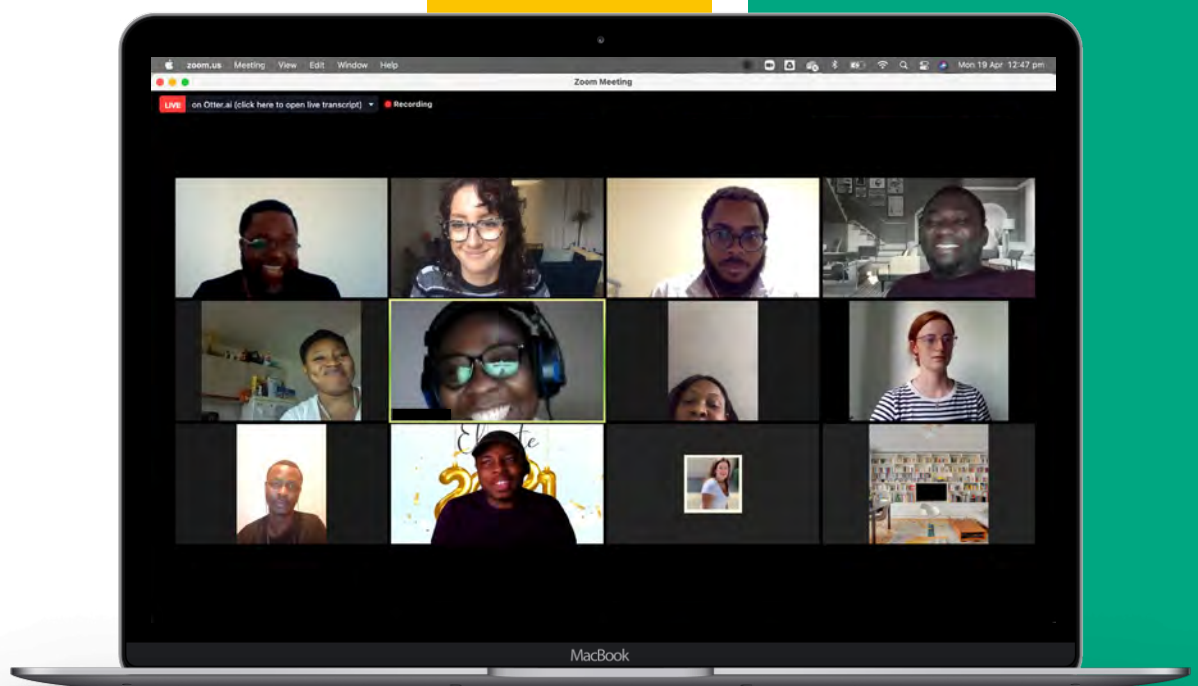 zoom.us Meeting View Edit Window Help Mon 19 Apr 12:47 pm
Zoom Meeting
LIVE on Otter.ai (click here to open live transcript) Recording
2021
MacBook